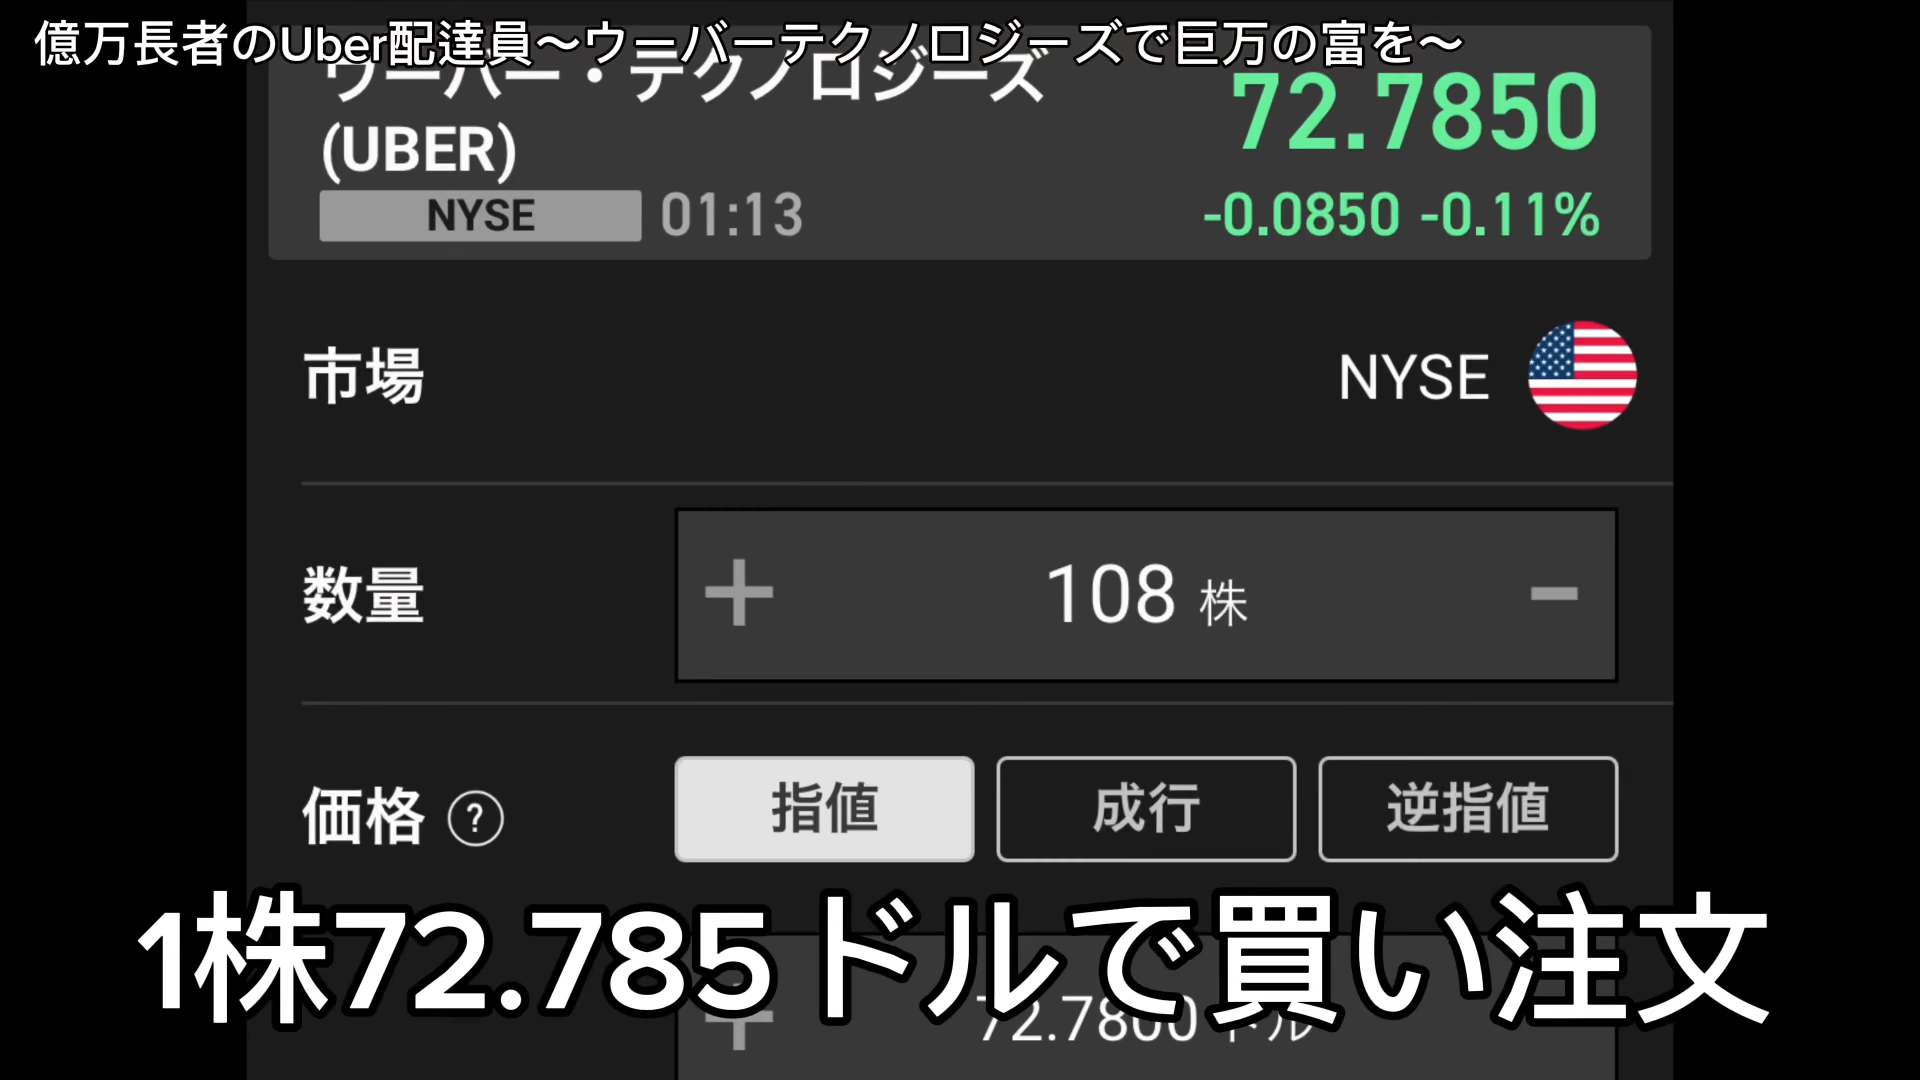 億万長者のUber配達員〜ウーバーテクノロジーズで巨万の富を〜
ウーバー・テクノロジーズ
(UBER)
72.7850
NYSE 01:13
-0.0850 -0.11%
市場 NYSE
数量 + 108 株 −
価格 ? 指値 成行 逆指値
1株72.785ドルで買い注文
+ 72.7800 ドル